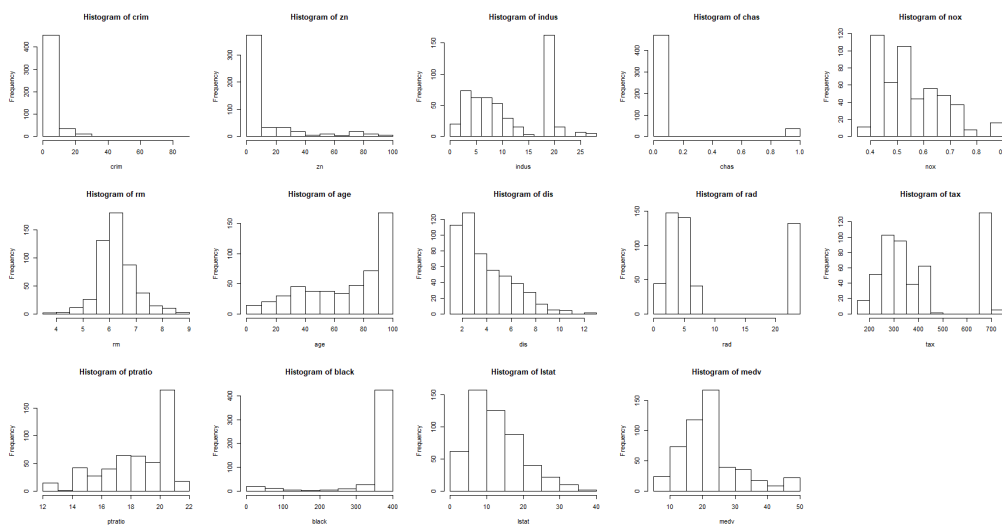 Histogram of crim
Frequency
0 100 200 300 400
0 20 40 60 80
crim
Histogram of zn
Frequency
0 100 200 300
0 20 40 60 80 100
zn
Histogram of indus
Frequency
0 50 100 150
0 5 10 15 20 25
indus
Histogram of chas
Frequency
0 100 200 300 400
0.0 0.2 0.4 0.6 0.8 1.0
chas
Histogram of nox
Frequency
0 20 40 60 80 100 120
0.4 0.5 0.6 0.7 0.8
nox
Histogram of rm
Frequency
0 50 100 150
4 5 6 7 8 9
rm
Histogram of age
Frequency
0 50 100 150
0 20 40 60 80 100
age
Histogram of dis
Frequency
0 20 40 60 80 100 120
2 4 6 8 10 12
dis
Histogram of rad
Frequency
0 50 100 150
0 5 10 15 20
rad
Histogram of tax
Frequency
0 20 40 60 80 120
200 300 400 500 600 700
tax
Histogram of ptratio
Frequency
0 50 100 150
12 14 16 18 20 22
ptratio
Histogram of black
Frequency
0 100 200 300 400
0 100 200 300 400
black
Histogram of lstat
Frequency
0 50 100 150
0 10 20 30 40
lstat
Histogram of medv
Frequency
0 50 100 150
10 20 30 40 50
medv